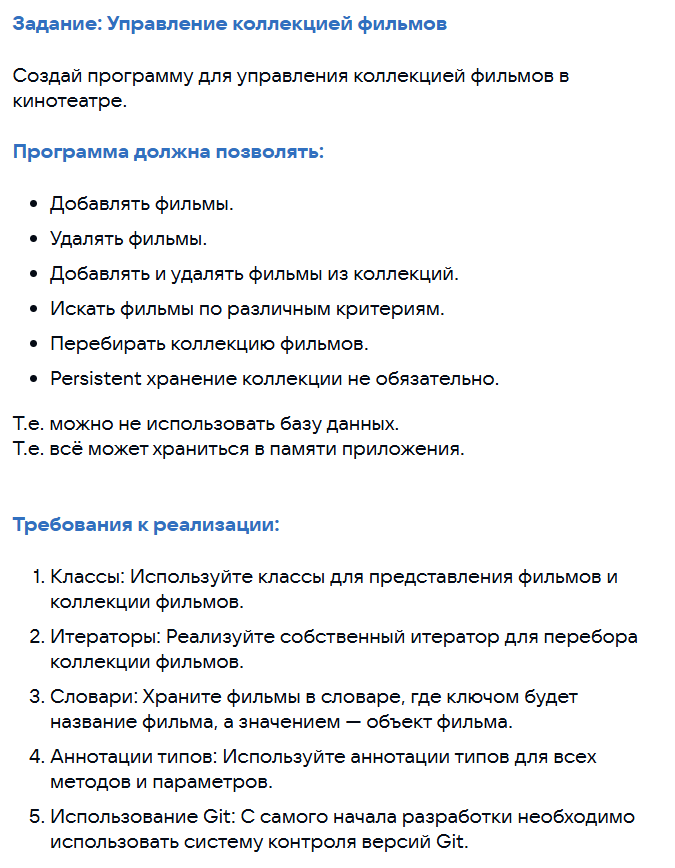 Задание: Управление коллекцией фильмов
Создай программу для управления коллекцией фильмов в
кинотеатре.
Программа должна позволять:
• Добавлять фильмы.
• Удалять фильмы.
• Добавлять и удалять фильмы из коллекций.
• Искать фильмы по различным критериям.
• Перебирать коллекцию фильмов.
• Persistent хранение коллекции не обязательно.
Т.е. можно не использовать базу данных.
Т.е. всё может храниться в памяти приложения.
Требования к реализации:
1. Классы: Используйте классы для представления фильмов и
коллекции фильмов.
2. Итераторы: Реализуйте собственный итератор для перебора
коллекции фильмов.
3. Словари: Храните фильмы в словаре, где ключом будет
название фильма, а значением — объект фильма.
4. Аннотации типов: Используйте аннотации типов для всех
методов и параметров.
5. Использование Git: С самого начала разработки необходимо
использовать систему контроля версий Git.